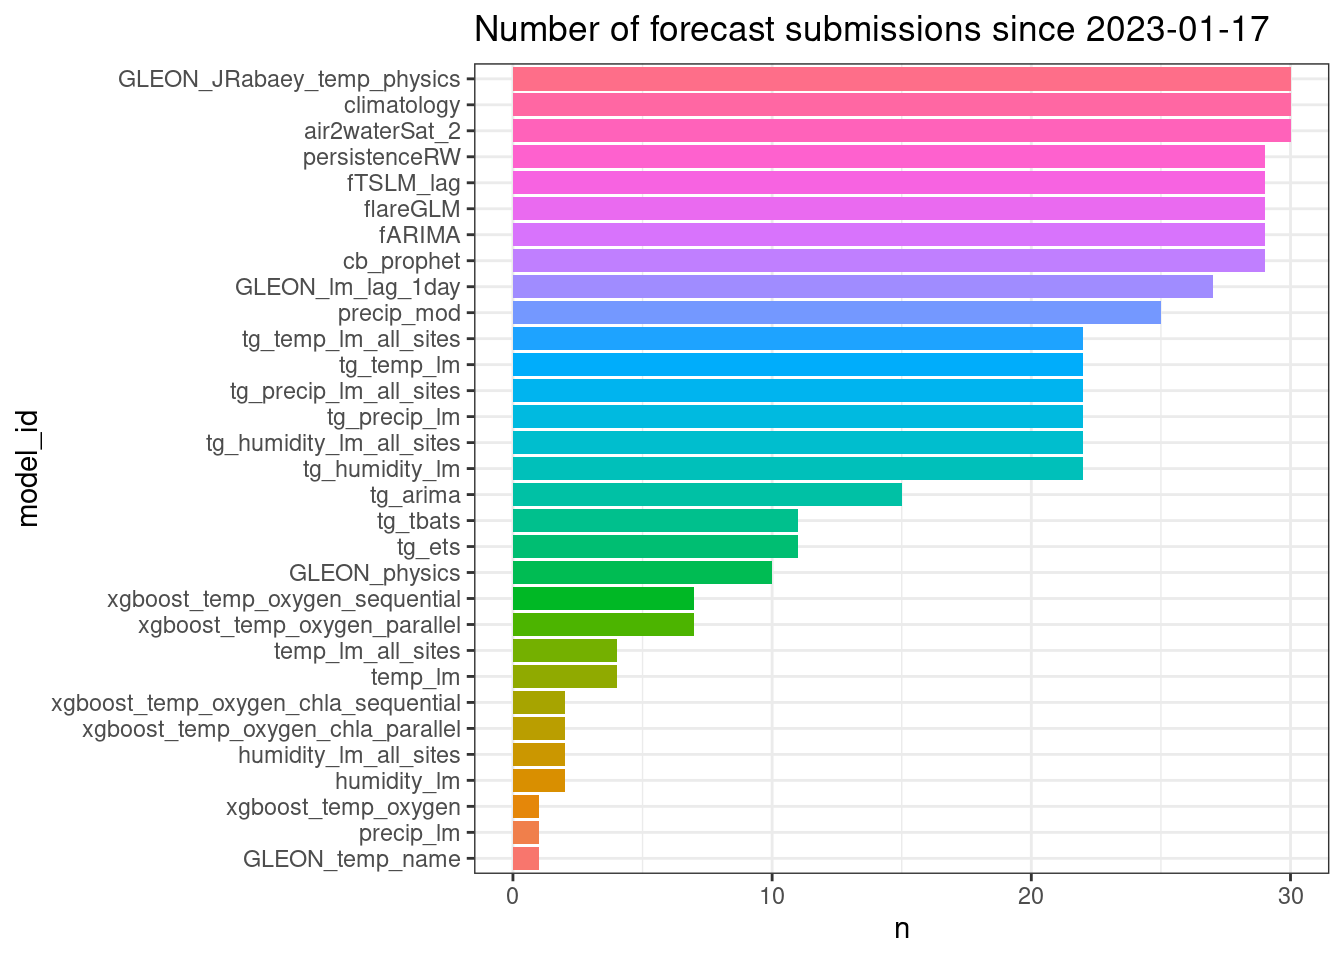 Number of forecast submissions since 2023-01-17
GLEON_JRabaey_temp_physics
climatology
air2waterSat_2
persistenceRW
fTSLM_lag
flareGLM
fARIMA
cb_prophet
GLEON_lm_lag_1day
precip_mod
tg_temp_lm_all_sites
tg_temp_lm
tg_precip_lm_all_sites
tg_precip_lm
tg_humidity_lm_all_sites
tg_humidity_lm
tg_arima
tg_tbats
tg_ets
GLEON_physics
xgboost_temp_oxygen_sequential
xgboost_temp_oxygen_parallel
temp_lm_all_sites
temp_lm
xgboost_temp_oxygen_chla_sequential
xgboost_temp_oxygen_chla_parallel
humidity_lm_all_sites
humidity_lm
xgboost_temp_oxygen
precip_lm
GLEON_temp_name
model_id
0 10 20 30
n